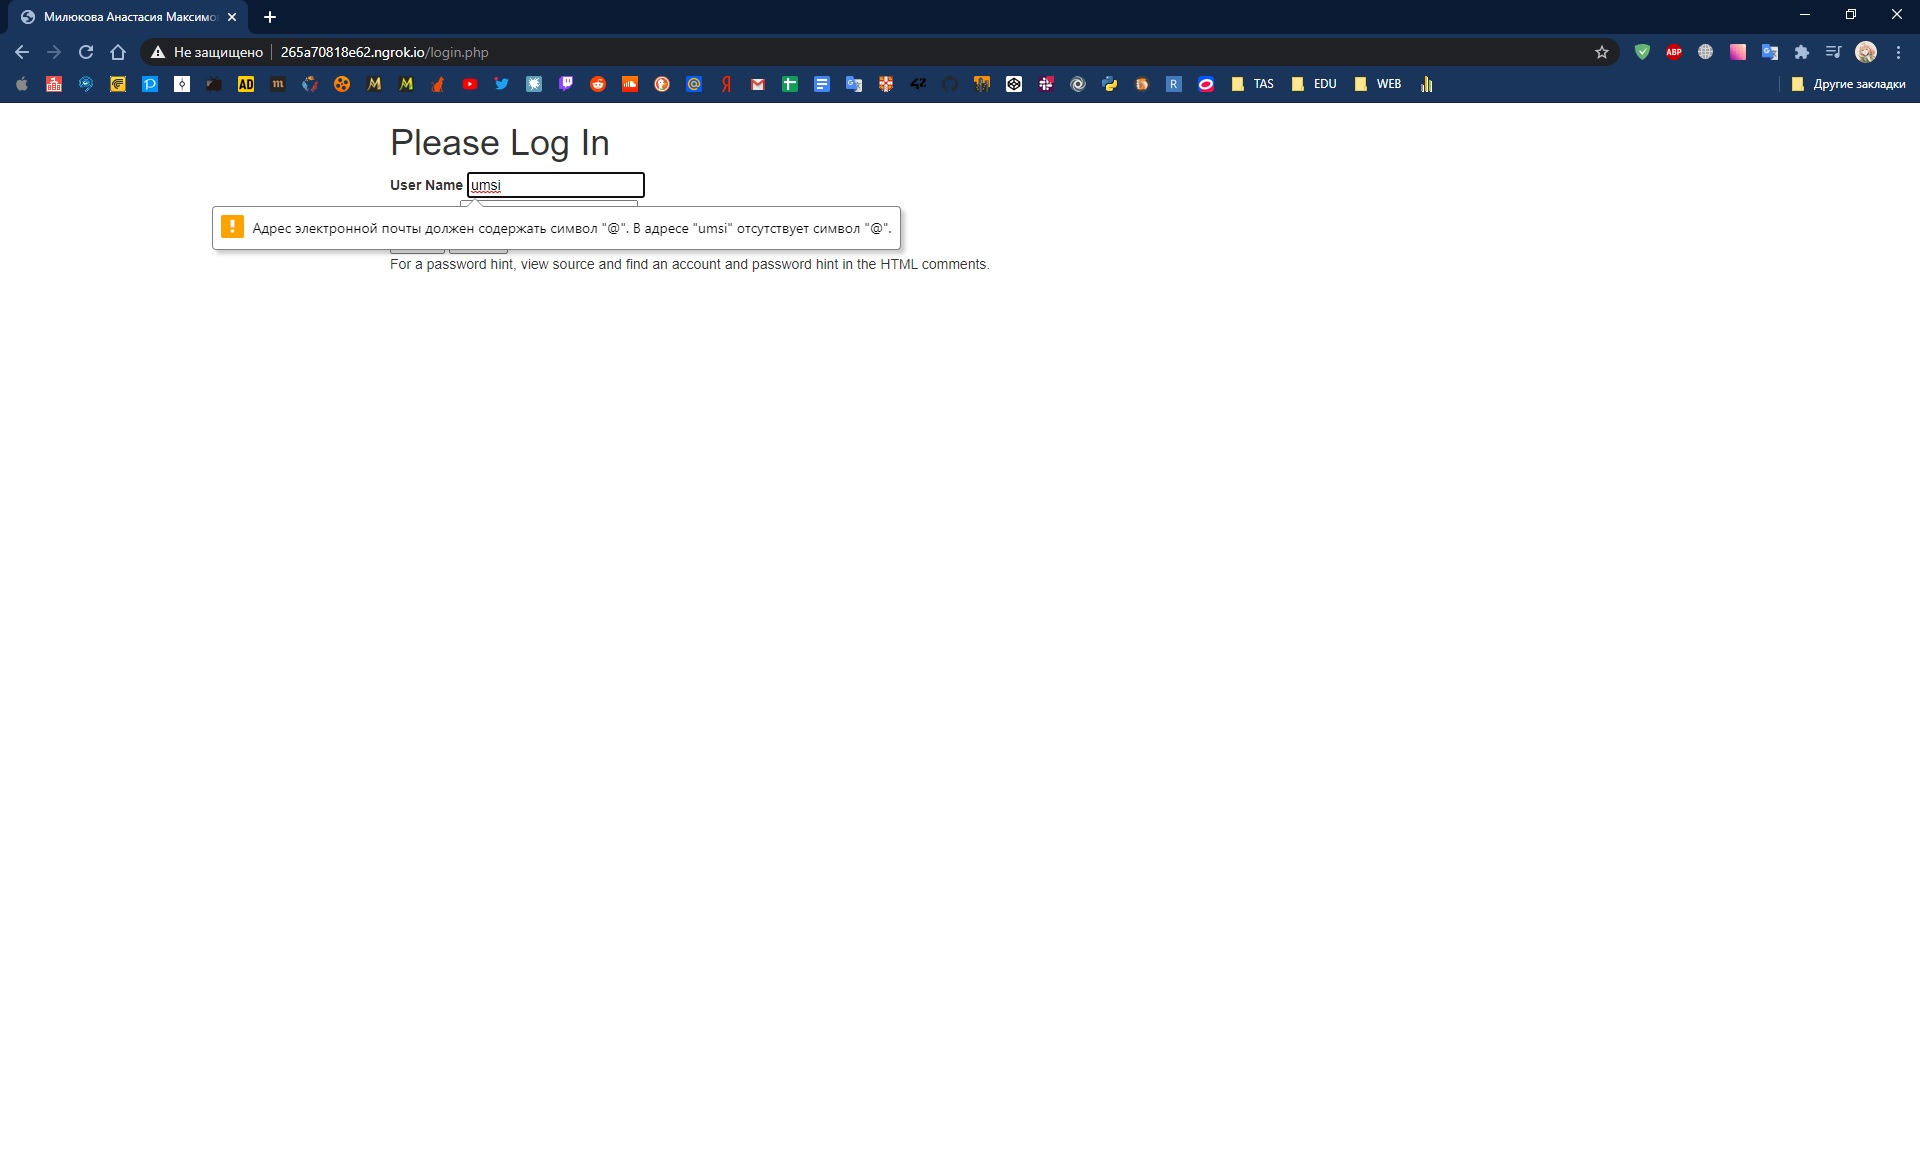 Милюкова Анастасия Максимо
Не защищено 265a70818e62.ngrok.io/login.php
ABP
AD m M M Я 42 R TAS EDU WEB Другие закладки
Please Log In
User Name umsi
Адрес электронной почты должен содержать символ "@". В адресе "umsi" отсутствует символ "@".
For a password hint, view source and find an account and password hint in the HTML comments.